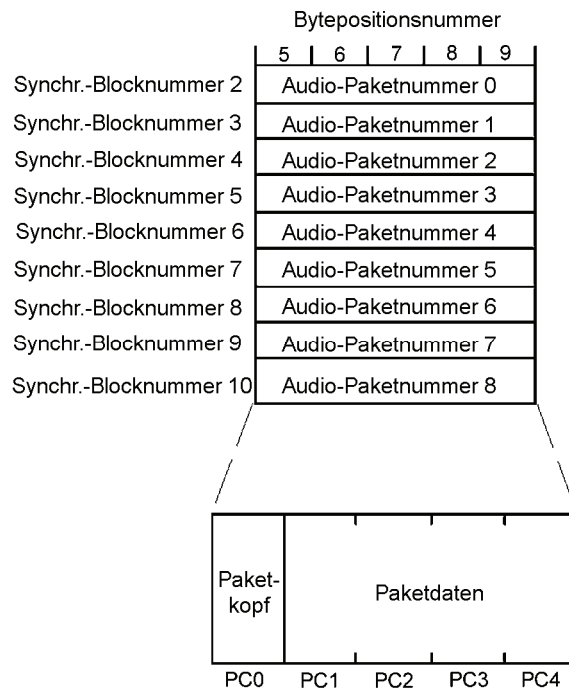 Bytepositionsnummer
5 6 7 8 9
Synchr.-Blocknummer 2 Audio-Paketnummer 0
Synchr.-Blocknummer 3 Audio-Paketnummer 1
Synchr.-Blocknummer 4 Audio-Paketnummer 2
Synchr.-Blocknummer 5 Audio-Paketnummer 3
Synchr.-Blocknummer 6 Audio-Paketnummer 4
Synchr.-Blocknummer 7 Audio-Paketnummer 5
Synchr.-Blocknummer 8 Audio-Paketnummer 6
Synchr.-Blocknummer 9 Audio-Paketnummer 7
Synchr.-Blocknummer 10 Audio-Paketnummer 8
Paket-
kopf
Paketdaten
PC0 PC1 PC2 PC3 PC4